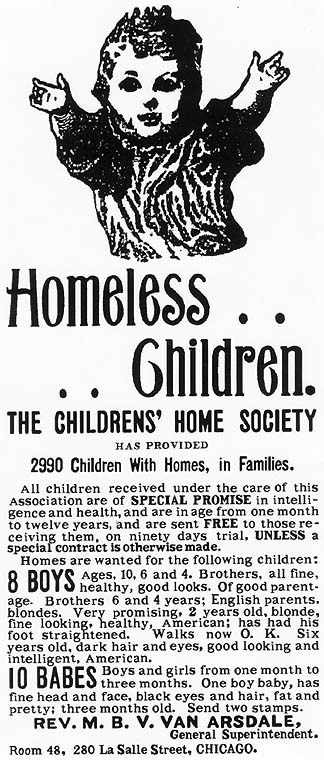 Homeless . .
. . Children.
THE CHILDRENS' HOME SOCIETY
HAS PROVIDED
2990 Children With Homes, in Families.
All children received under the care of this
Association are of SPECIAL PROMISE in intelli-
gence and health, and are in age from one month
to twelve years, and are sent FREE to those re-
ceiving them, on ninety days trial, UNLESS a
special contract is otherwise made.
Homes are wanted for the following children:
8 BOYS Ages, 10, 6 and 4. Brothers, all fine,
healthy, good looks. Of good parent-
age. Brothers 6 and 4 years; English parents,
blondes. Very promising, 2 years old, blonde,
fine looking, healthy, American; has had his
foot straightened. Walks now O. K. Six
years old, dark hair and eyes, good looking and
intelligent, American.
10 BABES Boys and girls from one month to
three months. One boy baby, has
fine head and face, black eyes and hair, fat and
pretty; three months old. Send two stamps.
REV. M. B. V. VAN ARSDALE,
General Superintendent.
Room 48, 280 La Salle Street, CHICAGO.